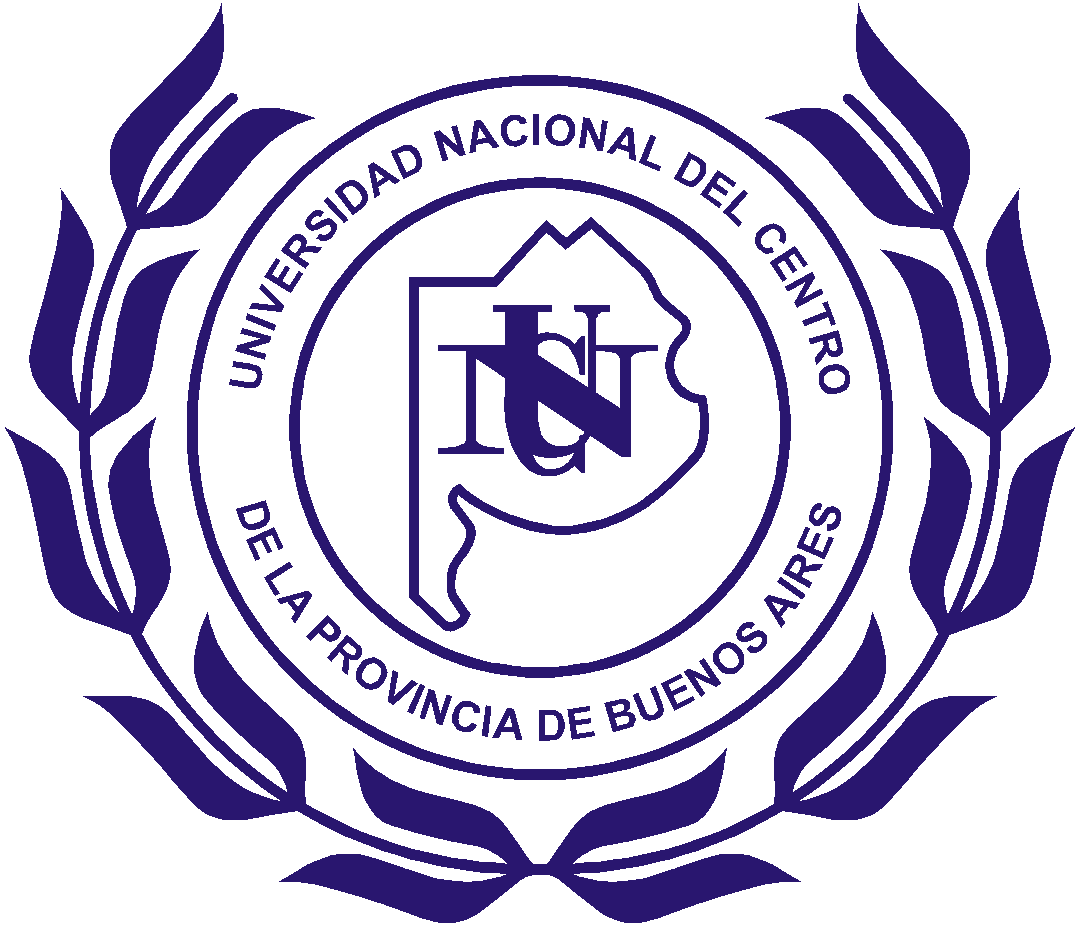 UNIVERSIDAD NACIONAL DEL CENTRO
UNC
DE LA PROVINCIA DE BUENOS AIRES